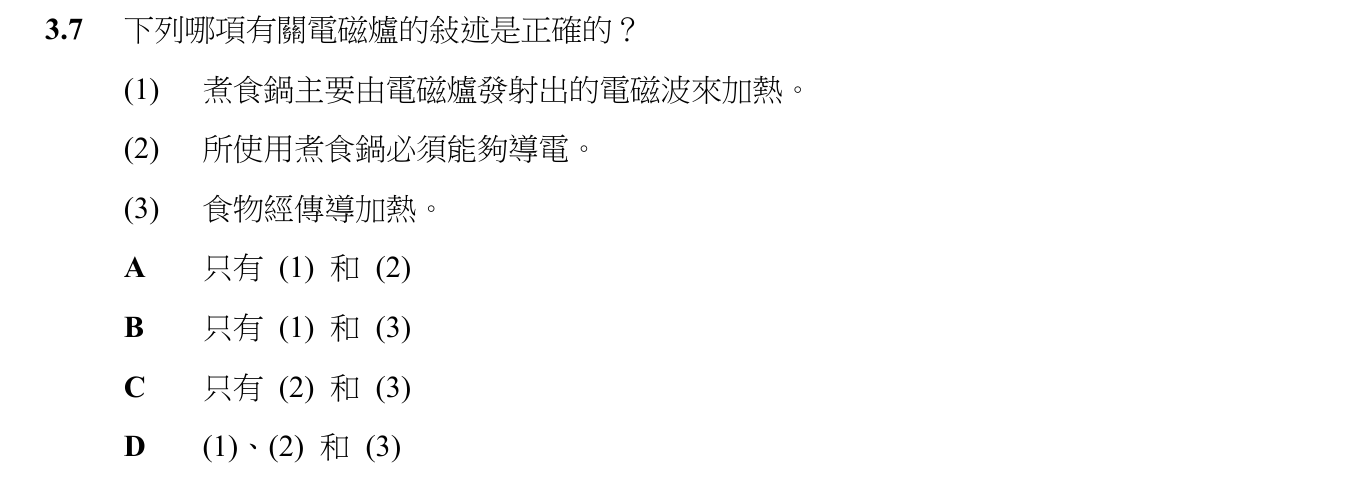 3.7 下列哪項有關電磁爐的敍述是正確的？
(1) 煮食鍋主要由電磁爐發射出的電磁波來加熱。
(2) 所使用煮食鍋必須能夠導電。
(3) 食物經傳導加熱。
A 只有 (1) 和 (2)
B 只有 (1) 和 (3)
C 只有 (2) 和 (3)
D (1)、(2) 和 (3)